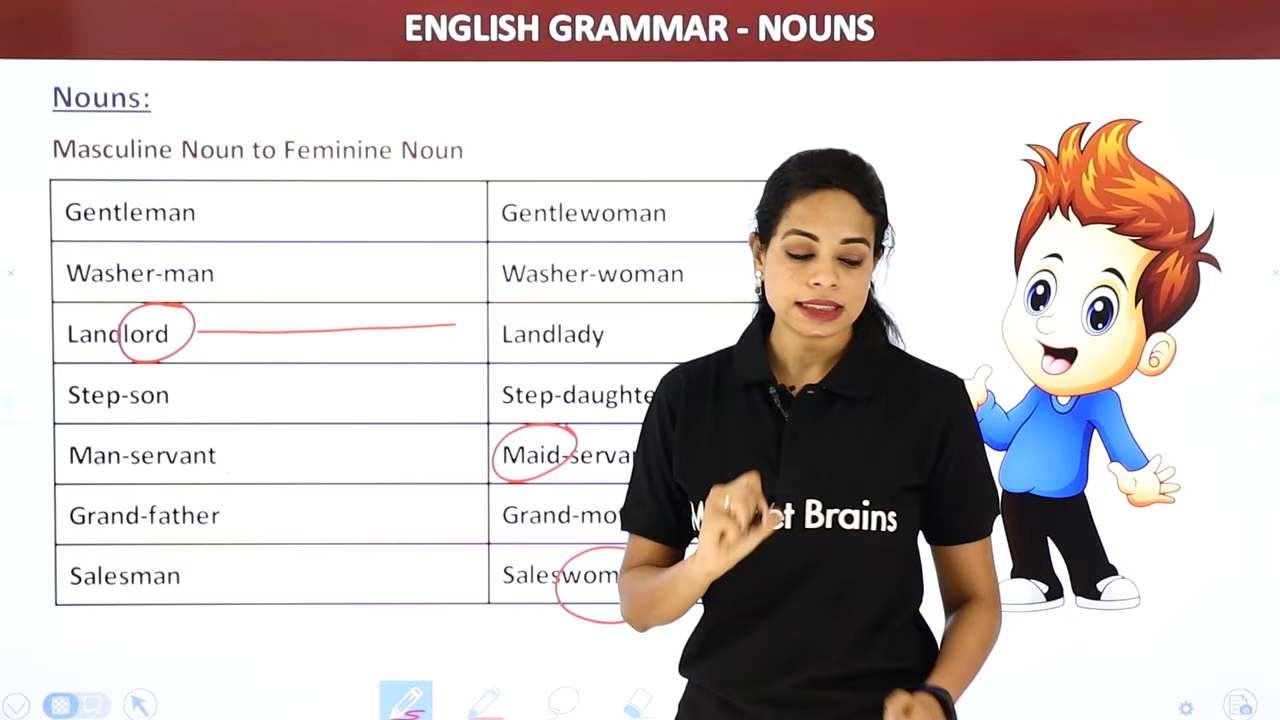 ENGLISH GRAMMAR - NOUNS
Nouns:
Masculine Noun to Feminine Noun
Gentleman Gentlewoman
Washer-man Washer-woman
Landlord Landlady
Step-son
Man-servant
Grand-father
Salesman
Brains